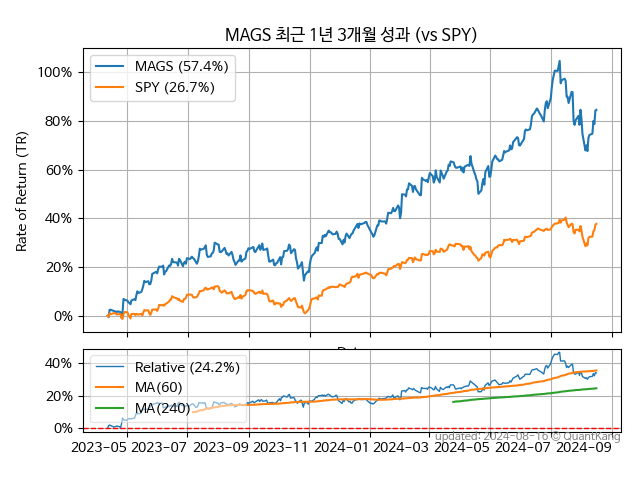 MAGS 최근 1년 3개월 성과 (vs SPY)
Rate of Return (TR)
100%
80%
60%
40%
20%
0%
MAGS (57.4%)
SPY (26.7%)
40%
20%
0%
Relative (24.2%)
MA(60)
MA(240)
2023-05 2023-07 2023-09 2023-11 2024-01 2024-03 2024-05 2024-07 2024-09
updated: 2024-08-16 © QuantKang